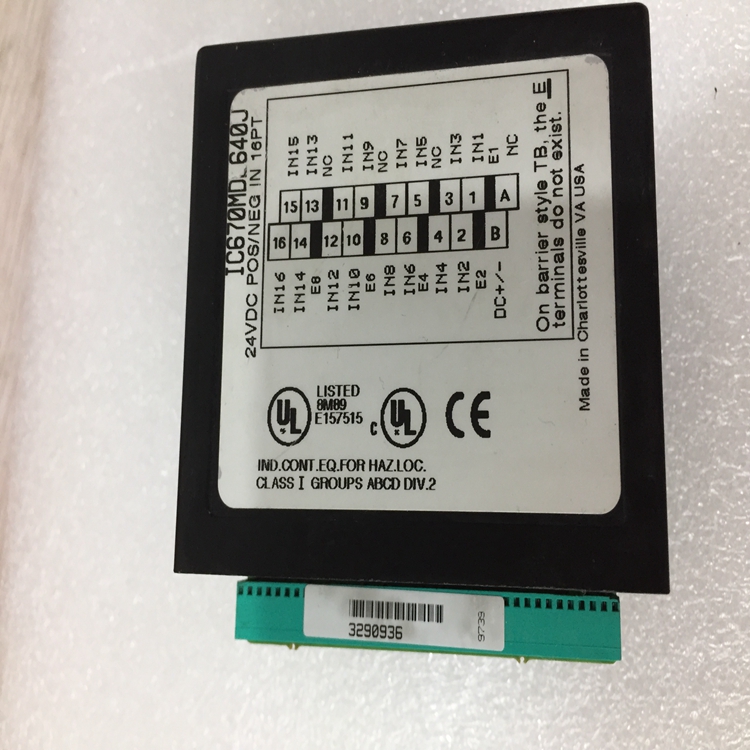 IC670MDL640J
24VDC POS/NEG IN 16PT
IN15 IN13 NC IN11 IN9 NC IN7 IN5 NC IN3 IN1 E1 NC
15 13 11 9 7 5 3 1 A
16 14 12 10 8 6 4 2 B
IN16 IN14 E8 IN12 IN10 E6 IN8 IN6 E4 IN4 IN2 E2 DC+/-
On barrier style TB, the E
terminals do not exist.
Made in Charlottesville VA USA
UL
LISTED
8M89
E157515
c UL
CE
IND.CONT.EQ.FOR HAZ.LOC.
CLASS I GROUPS ABCD DIV.2
3290936
9739